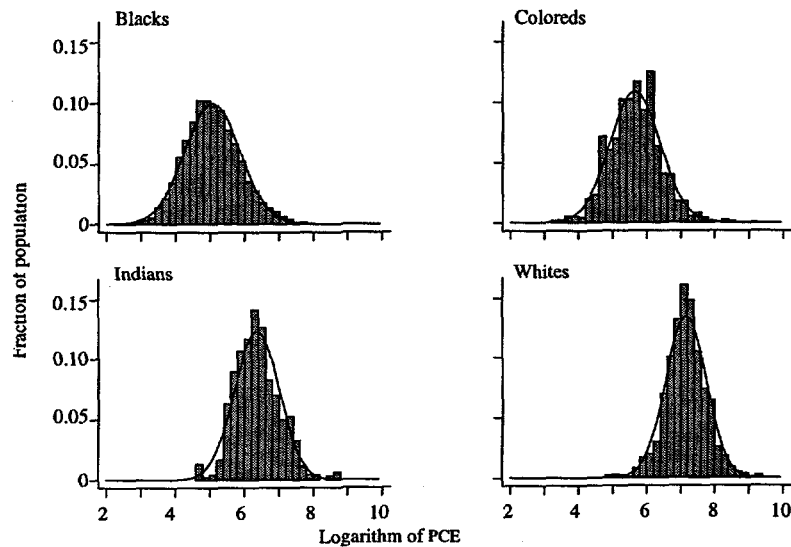 Blacks
0.15
0.10
0.05
0
Coloreds
Fraction of population
Indians
0.15
0.10
0.05
0
2 4 6 8 10
Whites
2 4 6 8 10
Logarithm of PCE